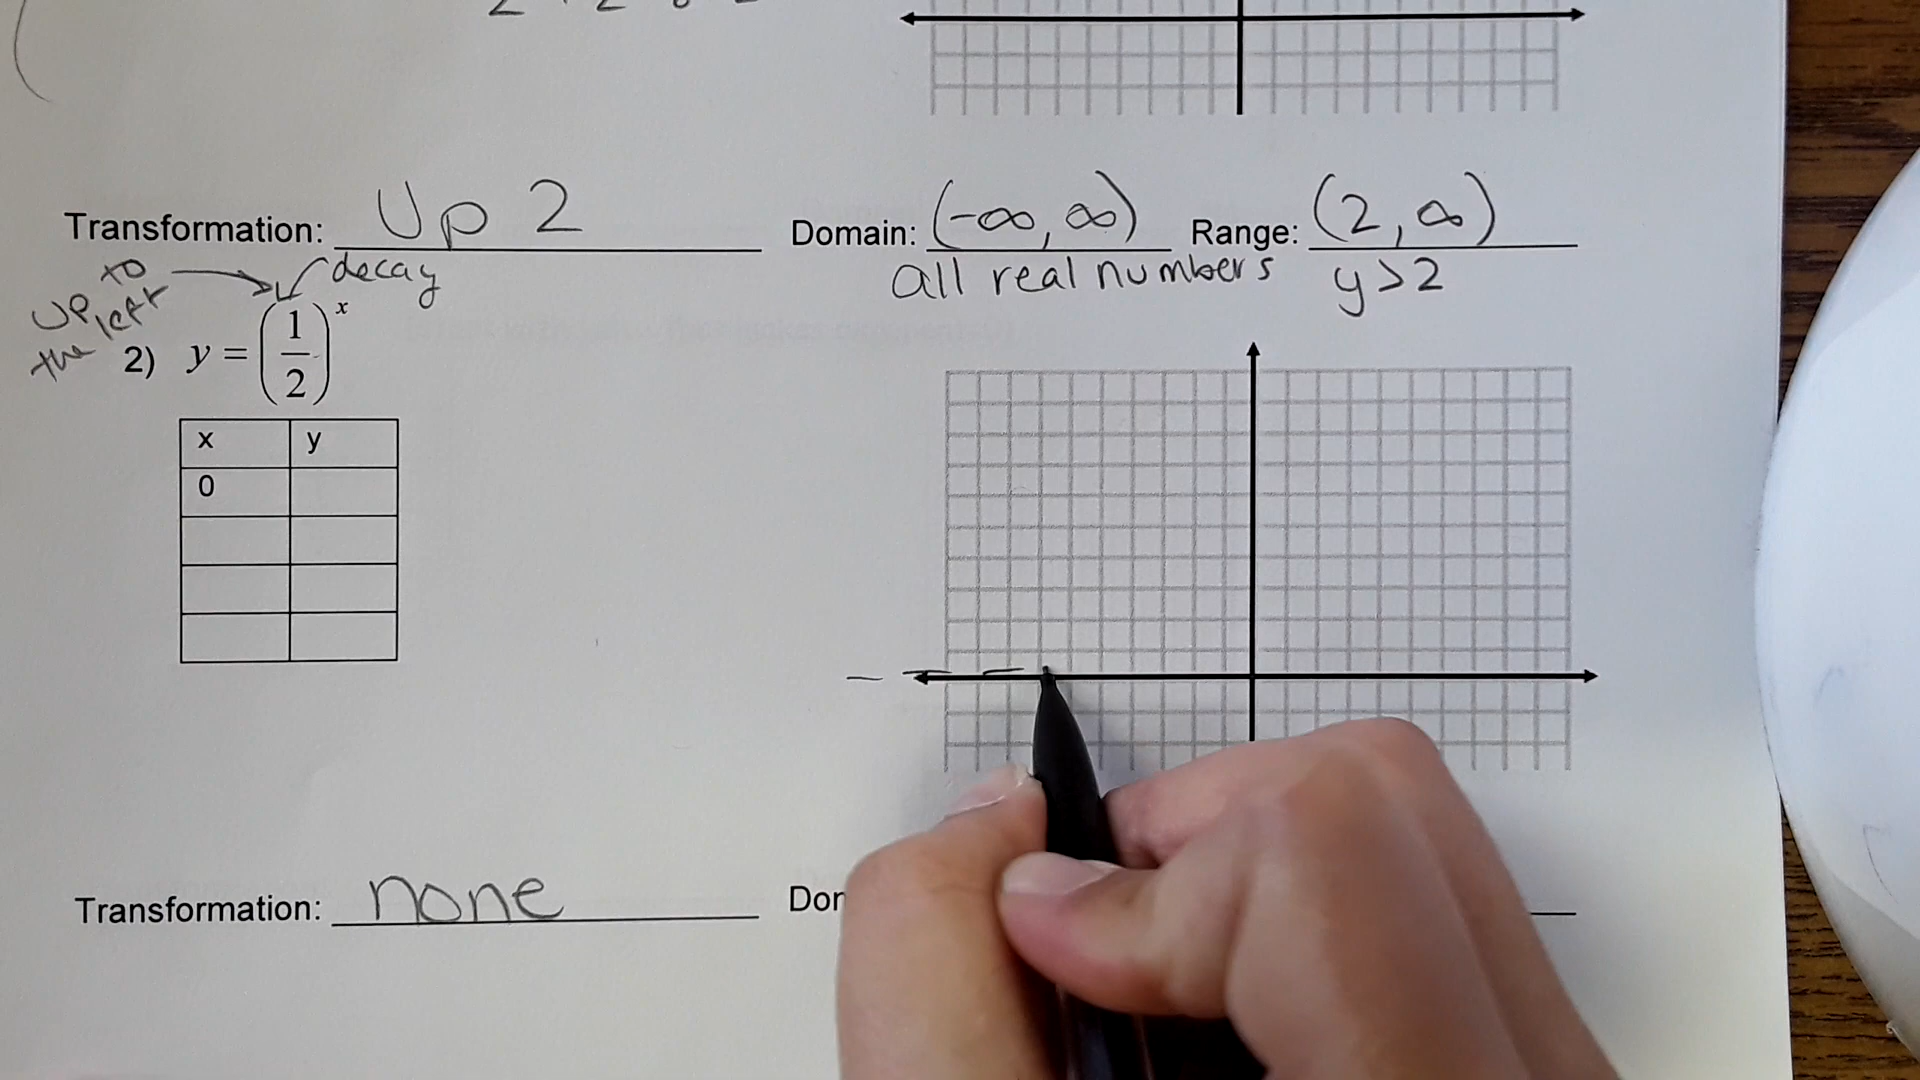 Transformation: Up 2 Domain: (-∞, ∞) Range: (2, ∞)
all real numbers y > 2
up to the left
decay
2) y = (1/2)^x
x y
0
Transformation: none Dor